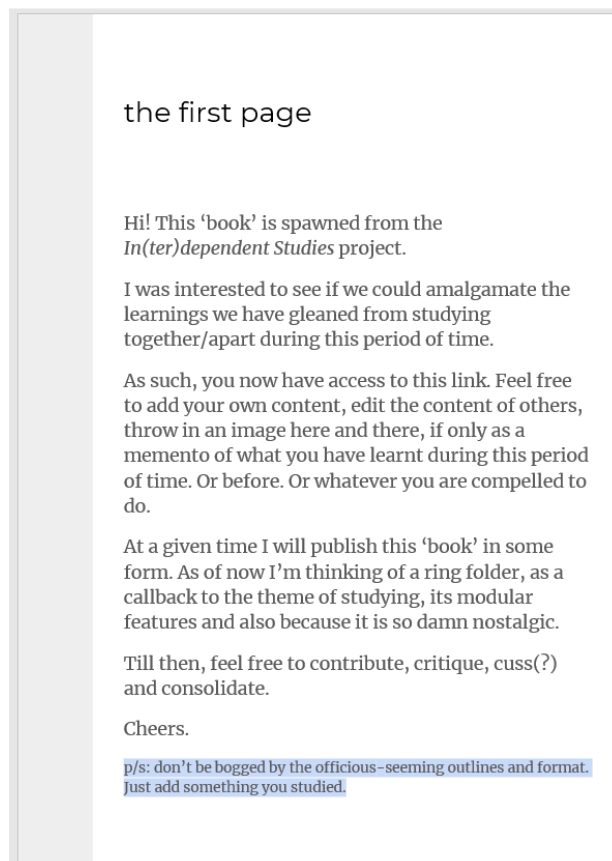 the first page
Hi! This ‘book’ is spawned from the
In(ter)dependent Studies project.
I was interested to see if we could amalgamate the
learnings we have gleaned from studying
together/apart during this period of time.
As such, you now have access to this link. Feel free
to add your own content, edit the content of others,
throw in an image here and there, if only as a
memento of what you have learnt during this period
of time. Or before. Or whatever you are compelled to
do.
At a given time I will publish this ‘book’ in some
form. As of now I’m thinking of a ring folder, as a
callback to the theme of studying, its modular
features and also because it is so damn nostalgic.
Till then, feel free to contribute, critique, cuss(?)
and consolidate.
Cheers.
p/s: don’t be bogged by the officious-seeming outlines and format.
Just add something you studied.